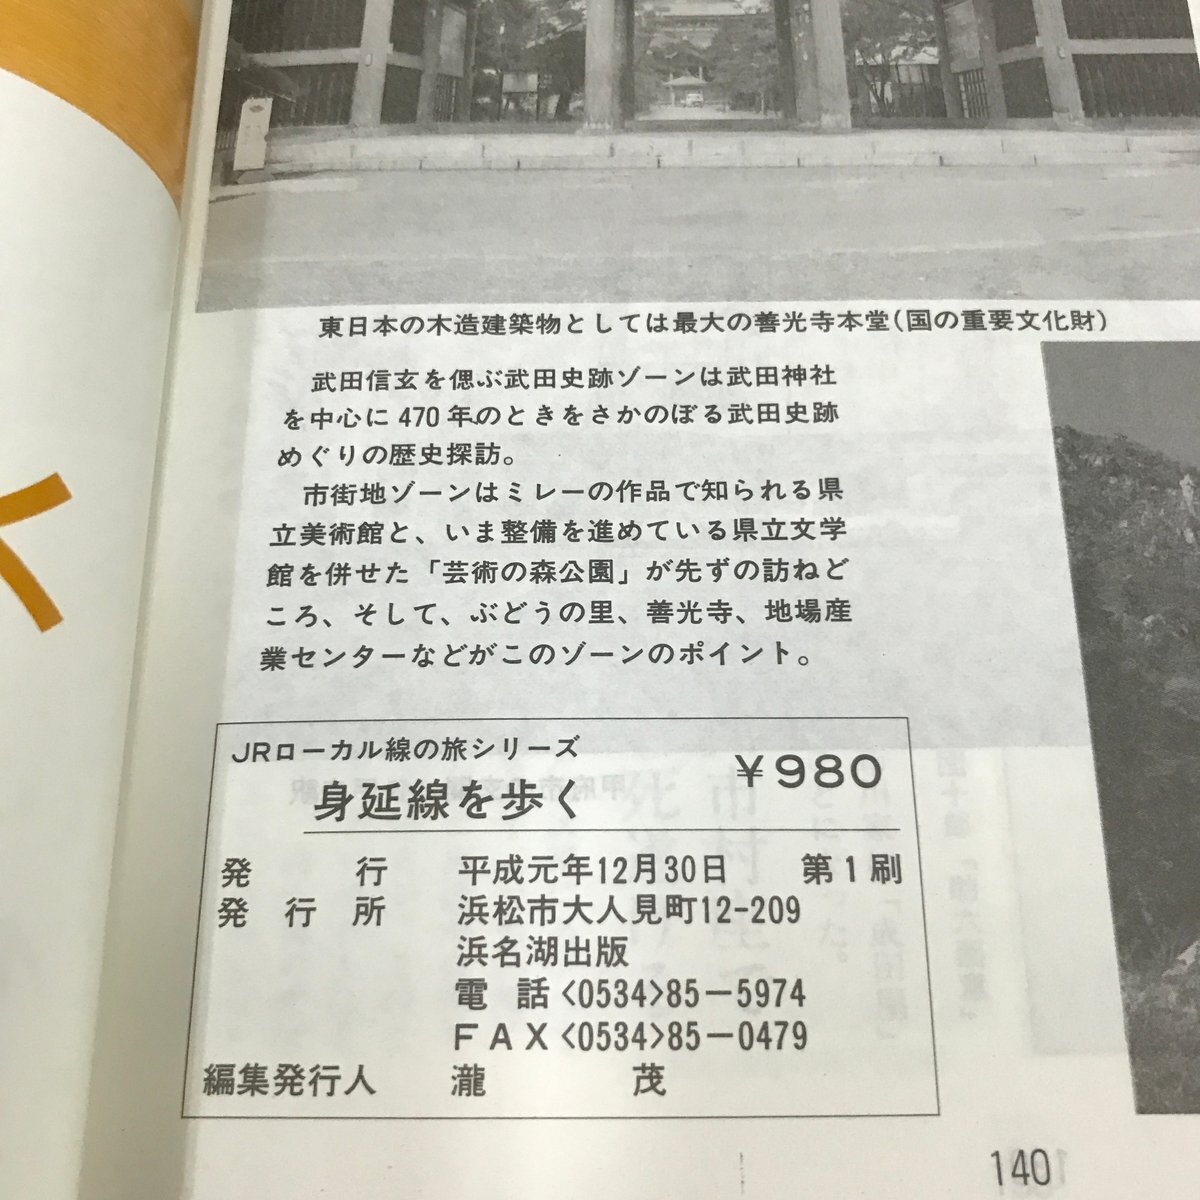 東日本の木造建築物としては最大の善光寺本堂(国の重要文化財)
武田信玄を偲ぶ武田史跡ゾーンは武田神社
を中心に470年のときをさかのぼる武田史跡
めぐりの歴史探訪。
市街地ゾーンはミレーの作品で知られる県
立美術館と、いま整備を進めている県立文学
館を併せた「芸術の森公園」が先ずの訪ねど
ころ、そして、ぶどうの里、善光寺、地場産
業センターなどがこのゾーンのポイント。
JRローカル線の旅シリーズ
身延線を歩く
¥980
発行 平成元年12月30日 第1刷
発行所 浜松市大人見町12-209
浜名湖出版
電話<0534>85-5974
FAX<0534>85-0479
編集発行人 瀧 茂
140